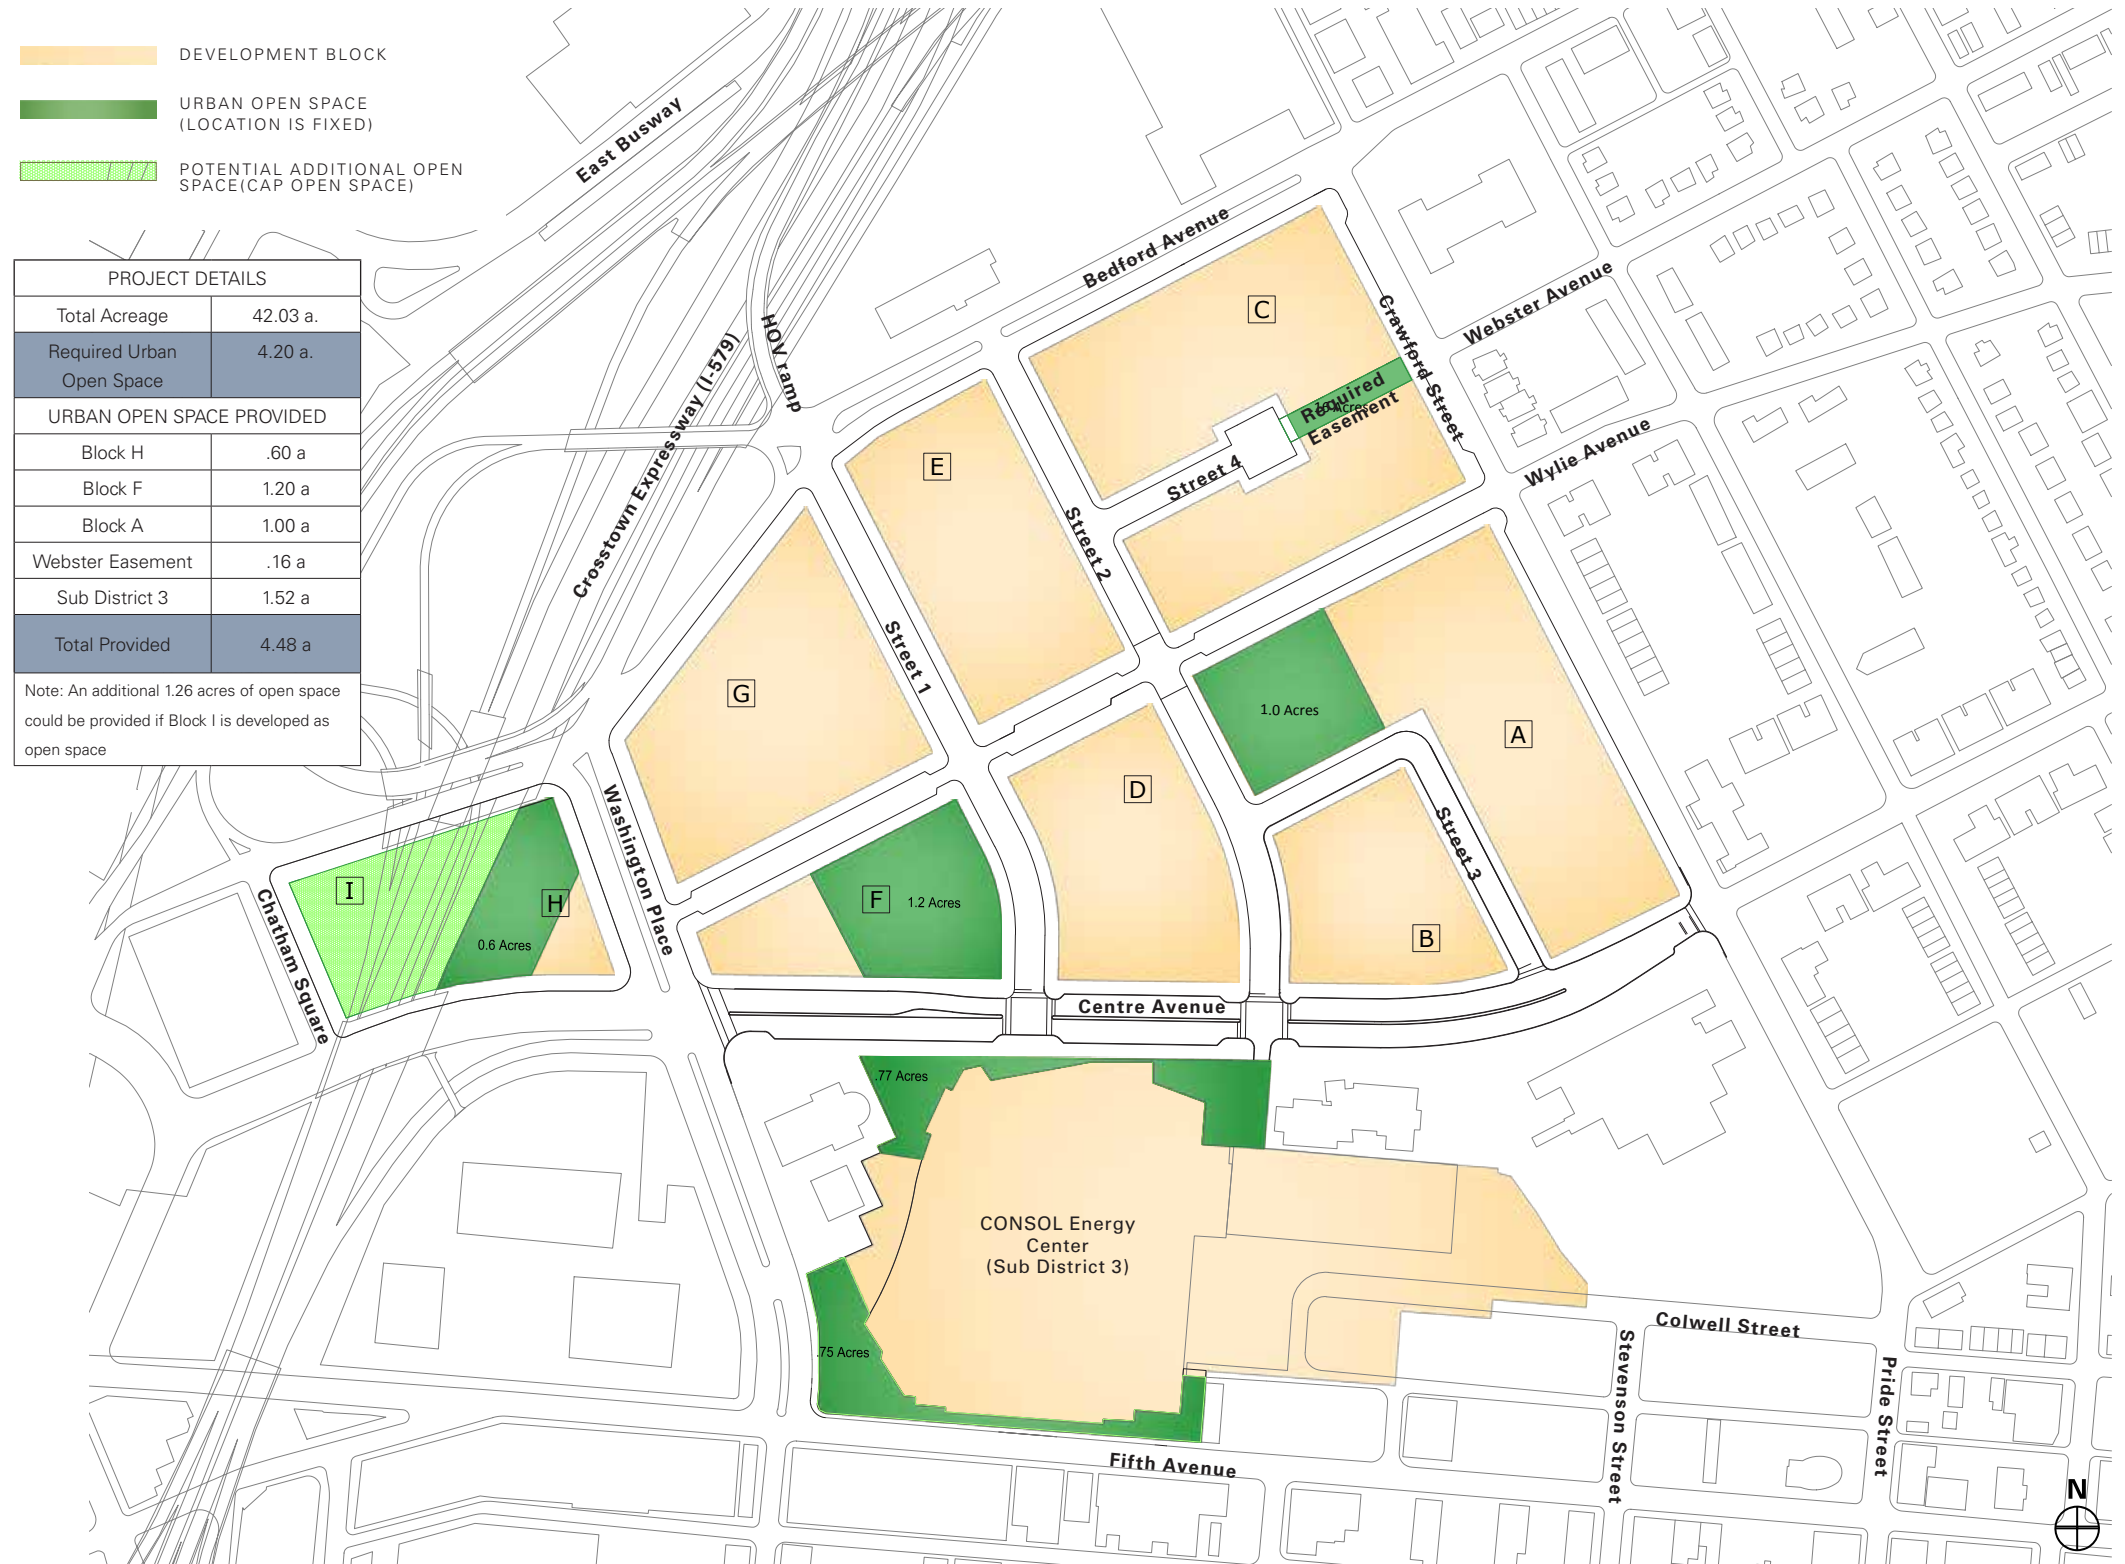 DEVELOPMENT BLOCK
URBAN OPEN SPACE
(LOCATION IS FIXED)
POTENTIAL ADDITIONAL OPEN
SPACE(CAP OPEN SPACE)
PROJECT DETAILS
Total Acreage 42.03 a.
Required Urban
Open Space 4.20 a.
URBAN OPEN SPACE PROVIDED
Block H .60 a
Block F 1.20 a
Block A 1.00 a
Webster Easement .16 a
Sub District 3 1.52 a
Total Provided 4.48 a
Note: An additional 1.26 acres of open space
could be provided if Block I is developed as
open space
East Busway
Crosstown Expressway (I-579)
HOV ramp
Bedford Avenue
Crawford Street
Webster Avenue
Wylie Avenue
C
Required
Easement
Acres
Street 4
E
Street 2
G
Street 1
1.0 Acres
A
D
Street 3
B
Washington Place
F
1.2 Acres
I
H
0.6 Acres
Chatham Square
Centre Avenue
.77 Acres
CONSOL Energy
Center
(Sub District 3)
.75 Acres
Colwell Street
Stevenson Street
Pride Street
Fifth Avenue
N